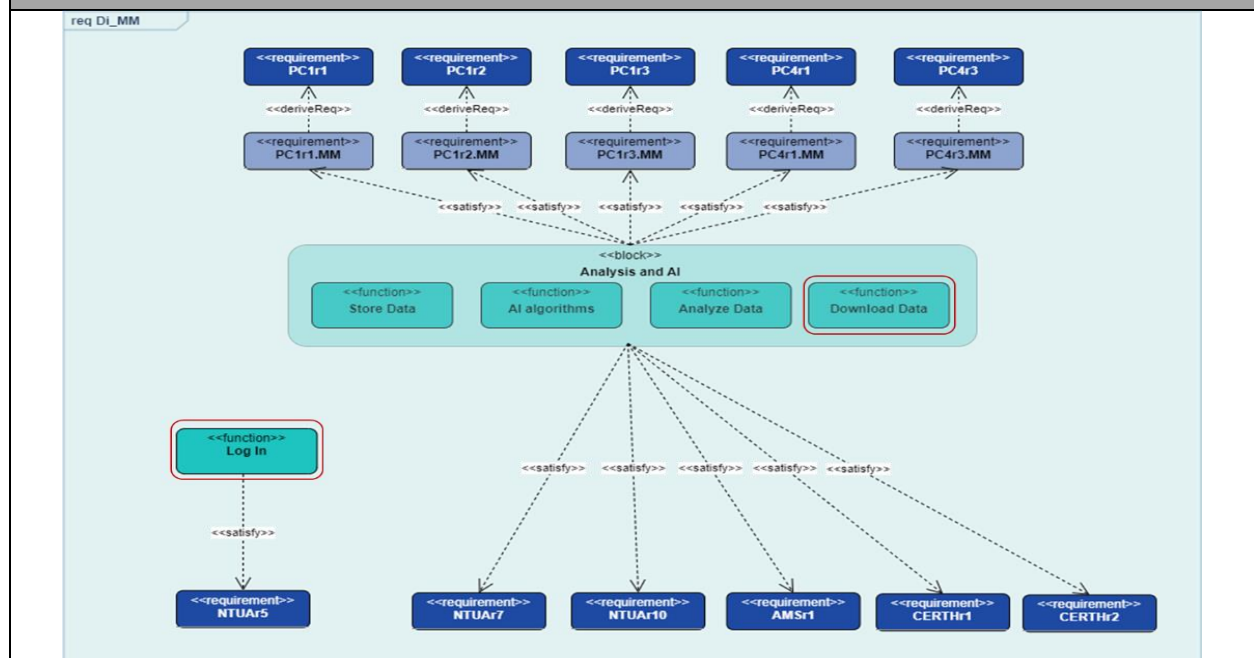 req Di_MM
<<requirement>>
PC1r1
<<requirement>>
PC1r2
<<requirement>>
PC1r3
<<requirement>>
PC4r1
<<requirement>>
PC4r3
<<deriveReq>>
<<deriveReq>>
<<deriveReq>>
<<deriveReq>>
<<deriveReq>>
<<requirement>>
PC1r1.MM
<<requirement>>
PC1r2.MM
<<requirement>>
PC1r3.MM
<<requirement>>
PC4r1.MM
<<requirement>>
PC4r3.MM
<<satisfy>>
<<satisfy>>
<<satisfy>>
<<satisfy>>
<<satisfy>>
<<block>>
Analysis and AI
<<function>>
Store Data
<<function>>
AI algorithms
<<function>>
Analyze Data
<<function>>
Download Data
<<function>>
Log In
<<satisfy>>
<<satisfy>>
<<satisfy>>
<<satisfy>>
<<satisfy>>
<<satisfy>>
<<requirement>>
NTUAr5
<<requirement>>
NTUAr7
<<requirement>>
NTUAr10
<<requirement>>
AMSr1
<<requirement>>
CERTHr1
<<requirement>>
CERTHr2